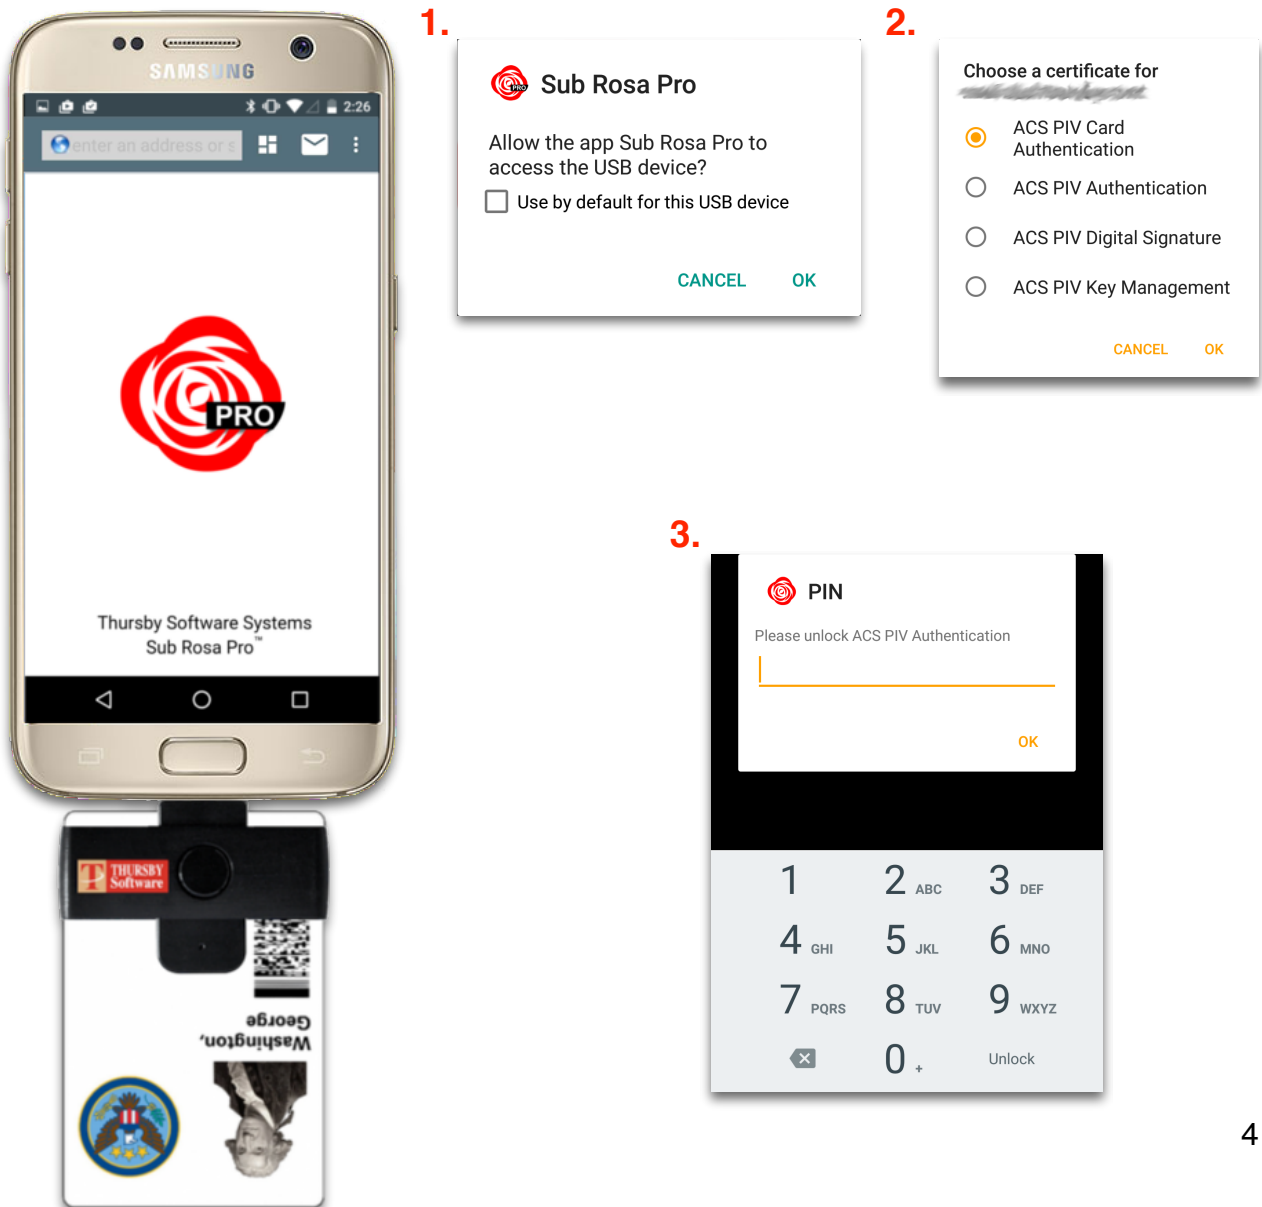 SAMSUNG
2:26
enter an address or s
PRO
Thursby Software Systems
Sub Rosa Pro™
THURSBY
Software
Washington,
George
1.
PRO
Sub Rosa Pro
Allow the app Sub Rosa Pro to
access the USB device?
Use by default for this USB device
CANCEL OK
2.
Choose a certificate for
ACS PIV Card
Authentication
ACS PIV Authentication
ACS PIV Digital Signature
ACS PIV Key Management
CANCEL OK
3.
PIN
Please unlock ACS PIV Authentication
OK
1 2 ABC 3 DEF
4 GHI 5 JKL 6 MNO
7 PQRS 8 TUV 9 WXYZ
0 + Unlock
4